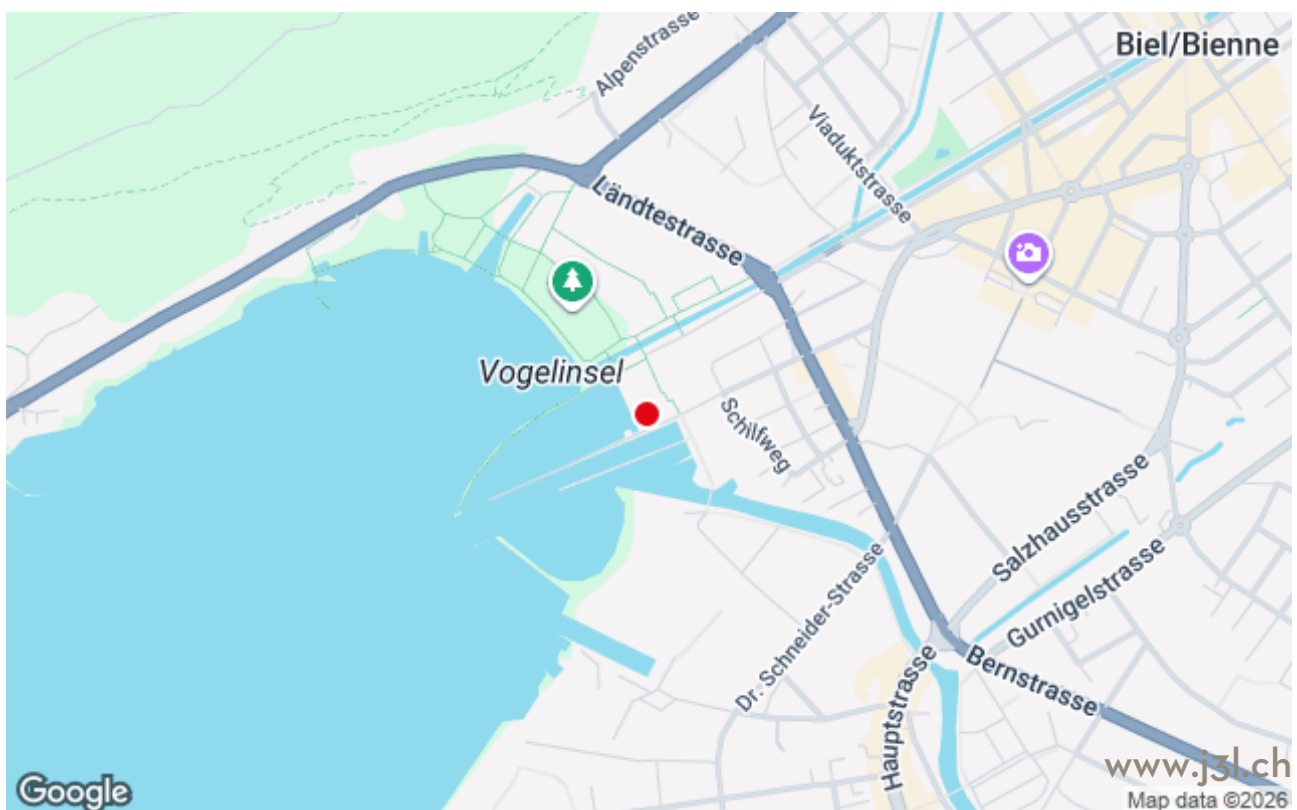 Biel/Bienne
Alpenstrasse
Viaduktstrasse
Ländtestrasse
Vogelinsel
Schilfweg
Salzhausstrasse
Gurnigelstrasse
Dr. Schneider-Strasse
Hauptstrasse
Bernstrasse
www.j3l.ch
Google
Map data ©2026